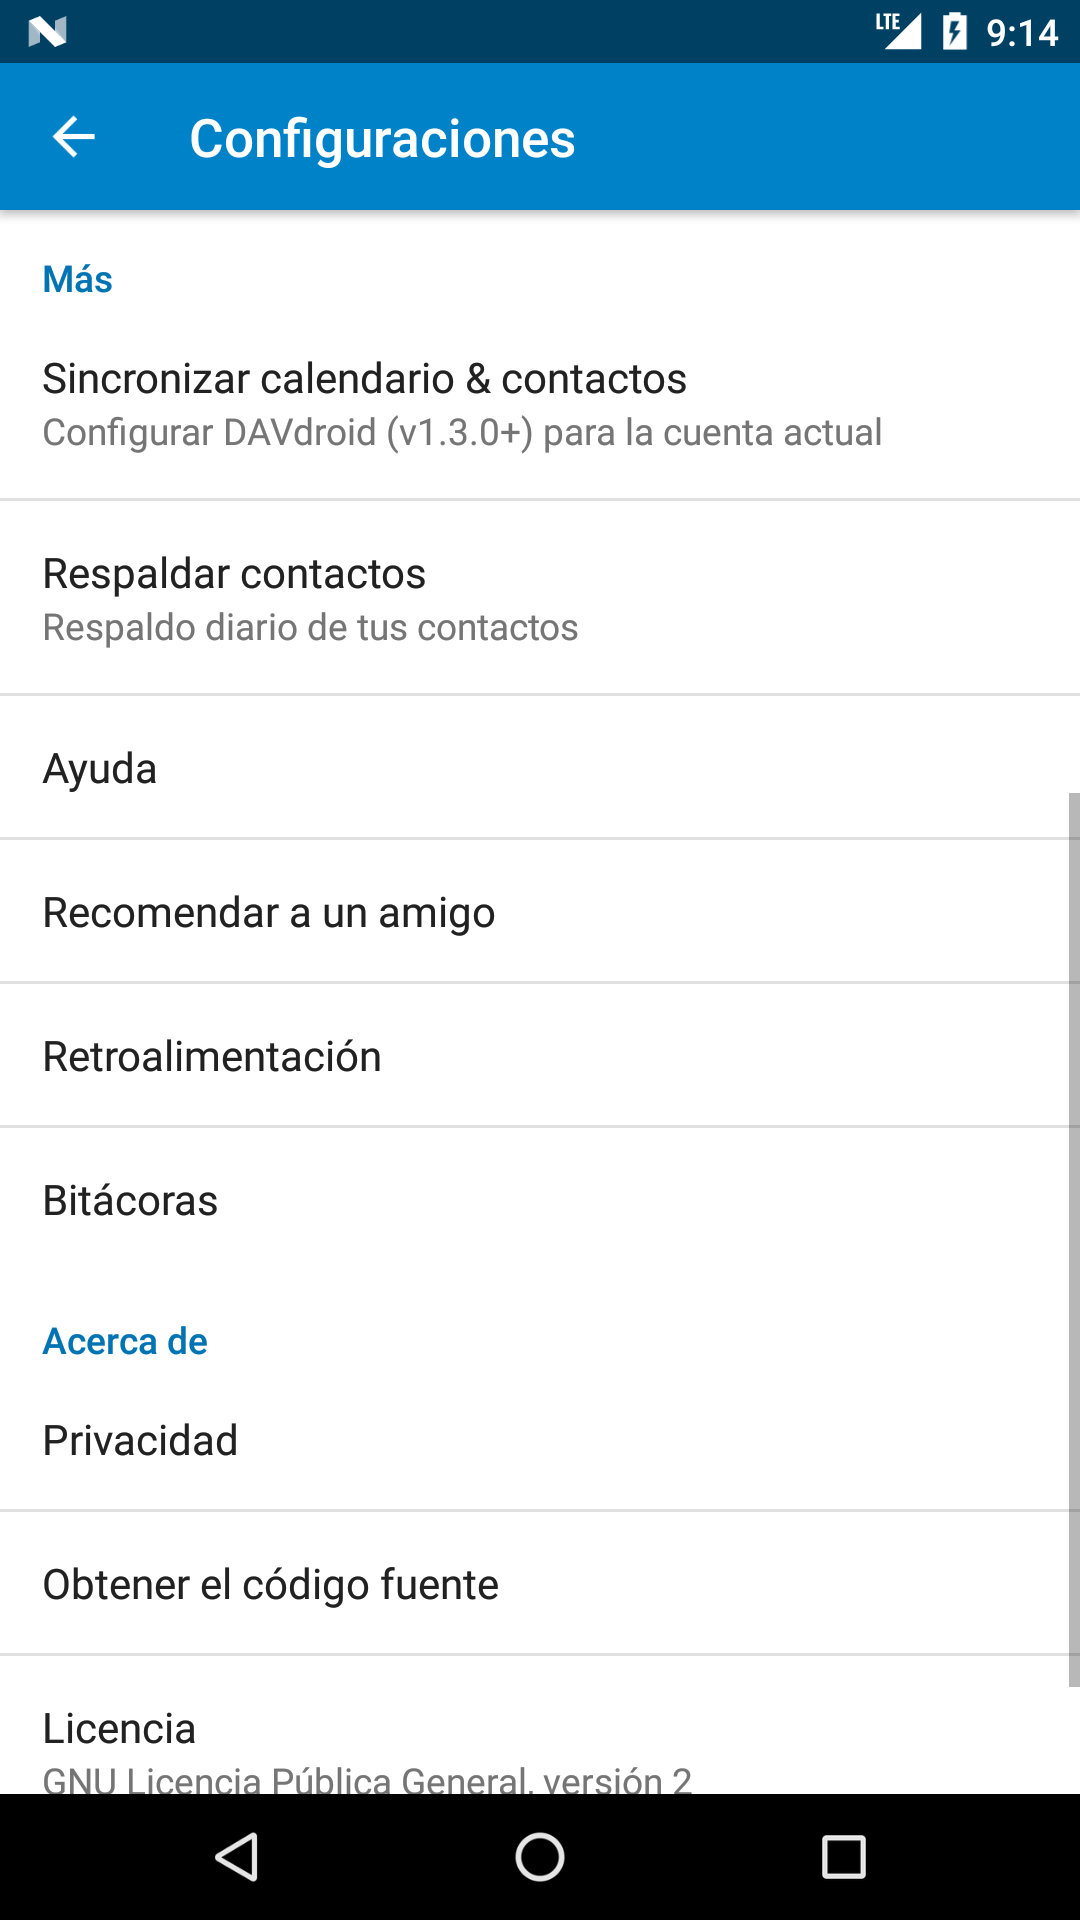 LTE 9:14
Configuraciones
Más
Sincronizar calendario & contactos
Configurar DAVdroid (v1.3.0+) para la cuenta actual
Respaldar contactos
Respaldo diario de tus contactos
Ayuda
Recomendar a un amigo
Retroalimentación
Bitácoras
Acerca de
Privacidad
Obtener el código fuente
Licencia
GNU Licencia Pública General, versión 2